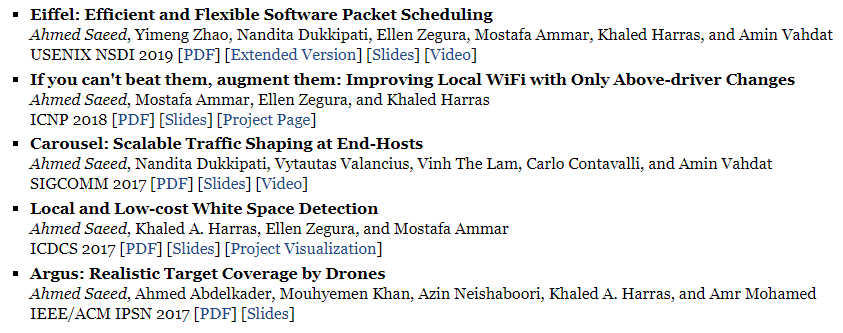 Eiffel: Efficient and Flexible Software Packet Scheduling
Ahmed Saeed, Yimeng Zhao, Nandita Dukkipati, Ellen Zegura, Mostafa Ammar, Khaled Harras, and Amin Vahdat
USENIX NSDI 2019 [PDF] [Extended Version] [Slides] [Video]
If you can't beat them, augment them: Improving Local WiFi with Only Above-driver Changes
Ahmed Saeed, Mostafa Ammar, Ellen Zegura, and Khaled Harras
ICNP 2018 [PDF] [Slides] [Project Page]
Carousel: Scalable Traffic Shaping at End-Hosts
Ahmed Saeed, Nandita Dukkipati, Vytautas Valancius, Vinh The Lam, Carlo Contavalli, and Amin Vahdat
SIGCOMM 2017 [PDF] [Slides] [Video]
Local and Low-cost White Space Detection
Ahmed Saeed, Khaled A. Harras, Ellen Zegura, and Mostafa Ammar
ICDCS 2017 [PDF] [Slides] [Project Visualization]
Argus: Realistic Target Coverage by Drones
Ahmed Saeed, Ahmed Abdelkader, Mouhyemen Khan, Azin Neishaboori, Khaled A. Harras, and Amr Mohamed
IEEE/ACM IPSN 2017 [PDF] [Slides]